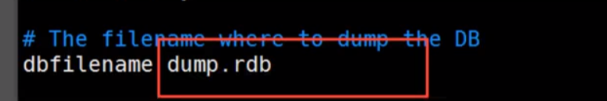 # The filename where to dump the DB
dbfilename dump.rdb